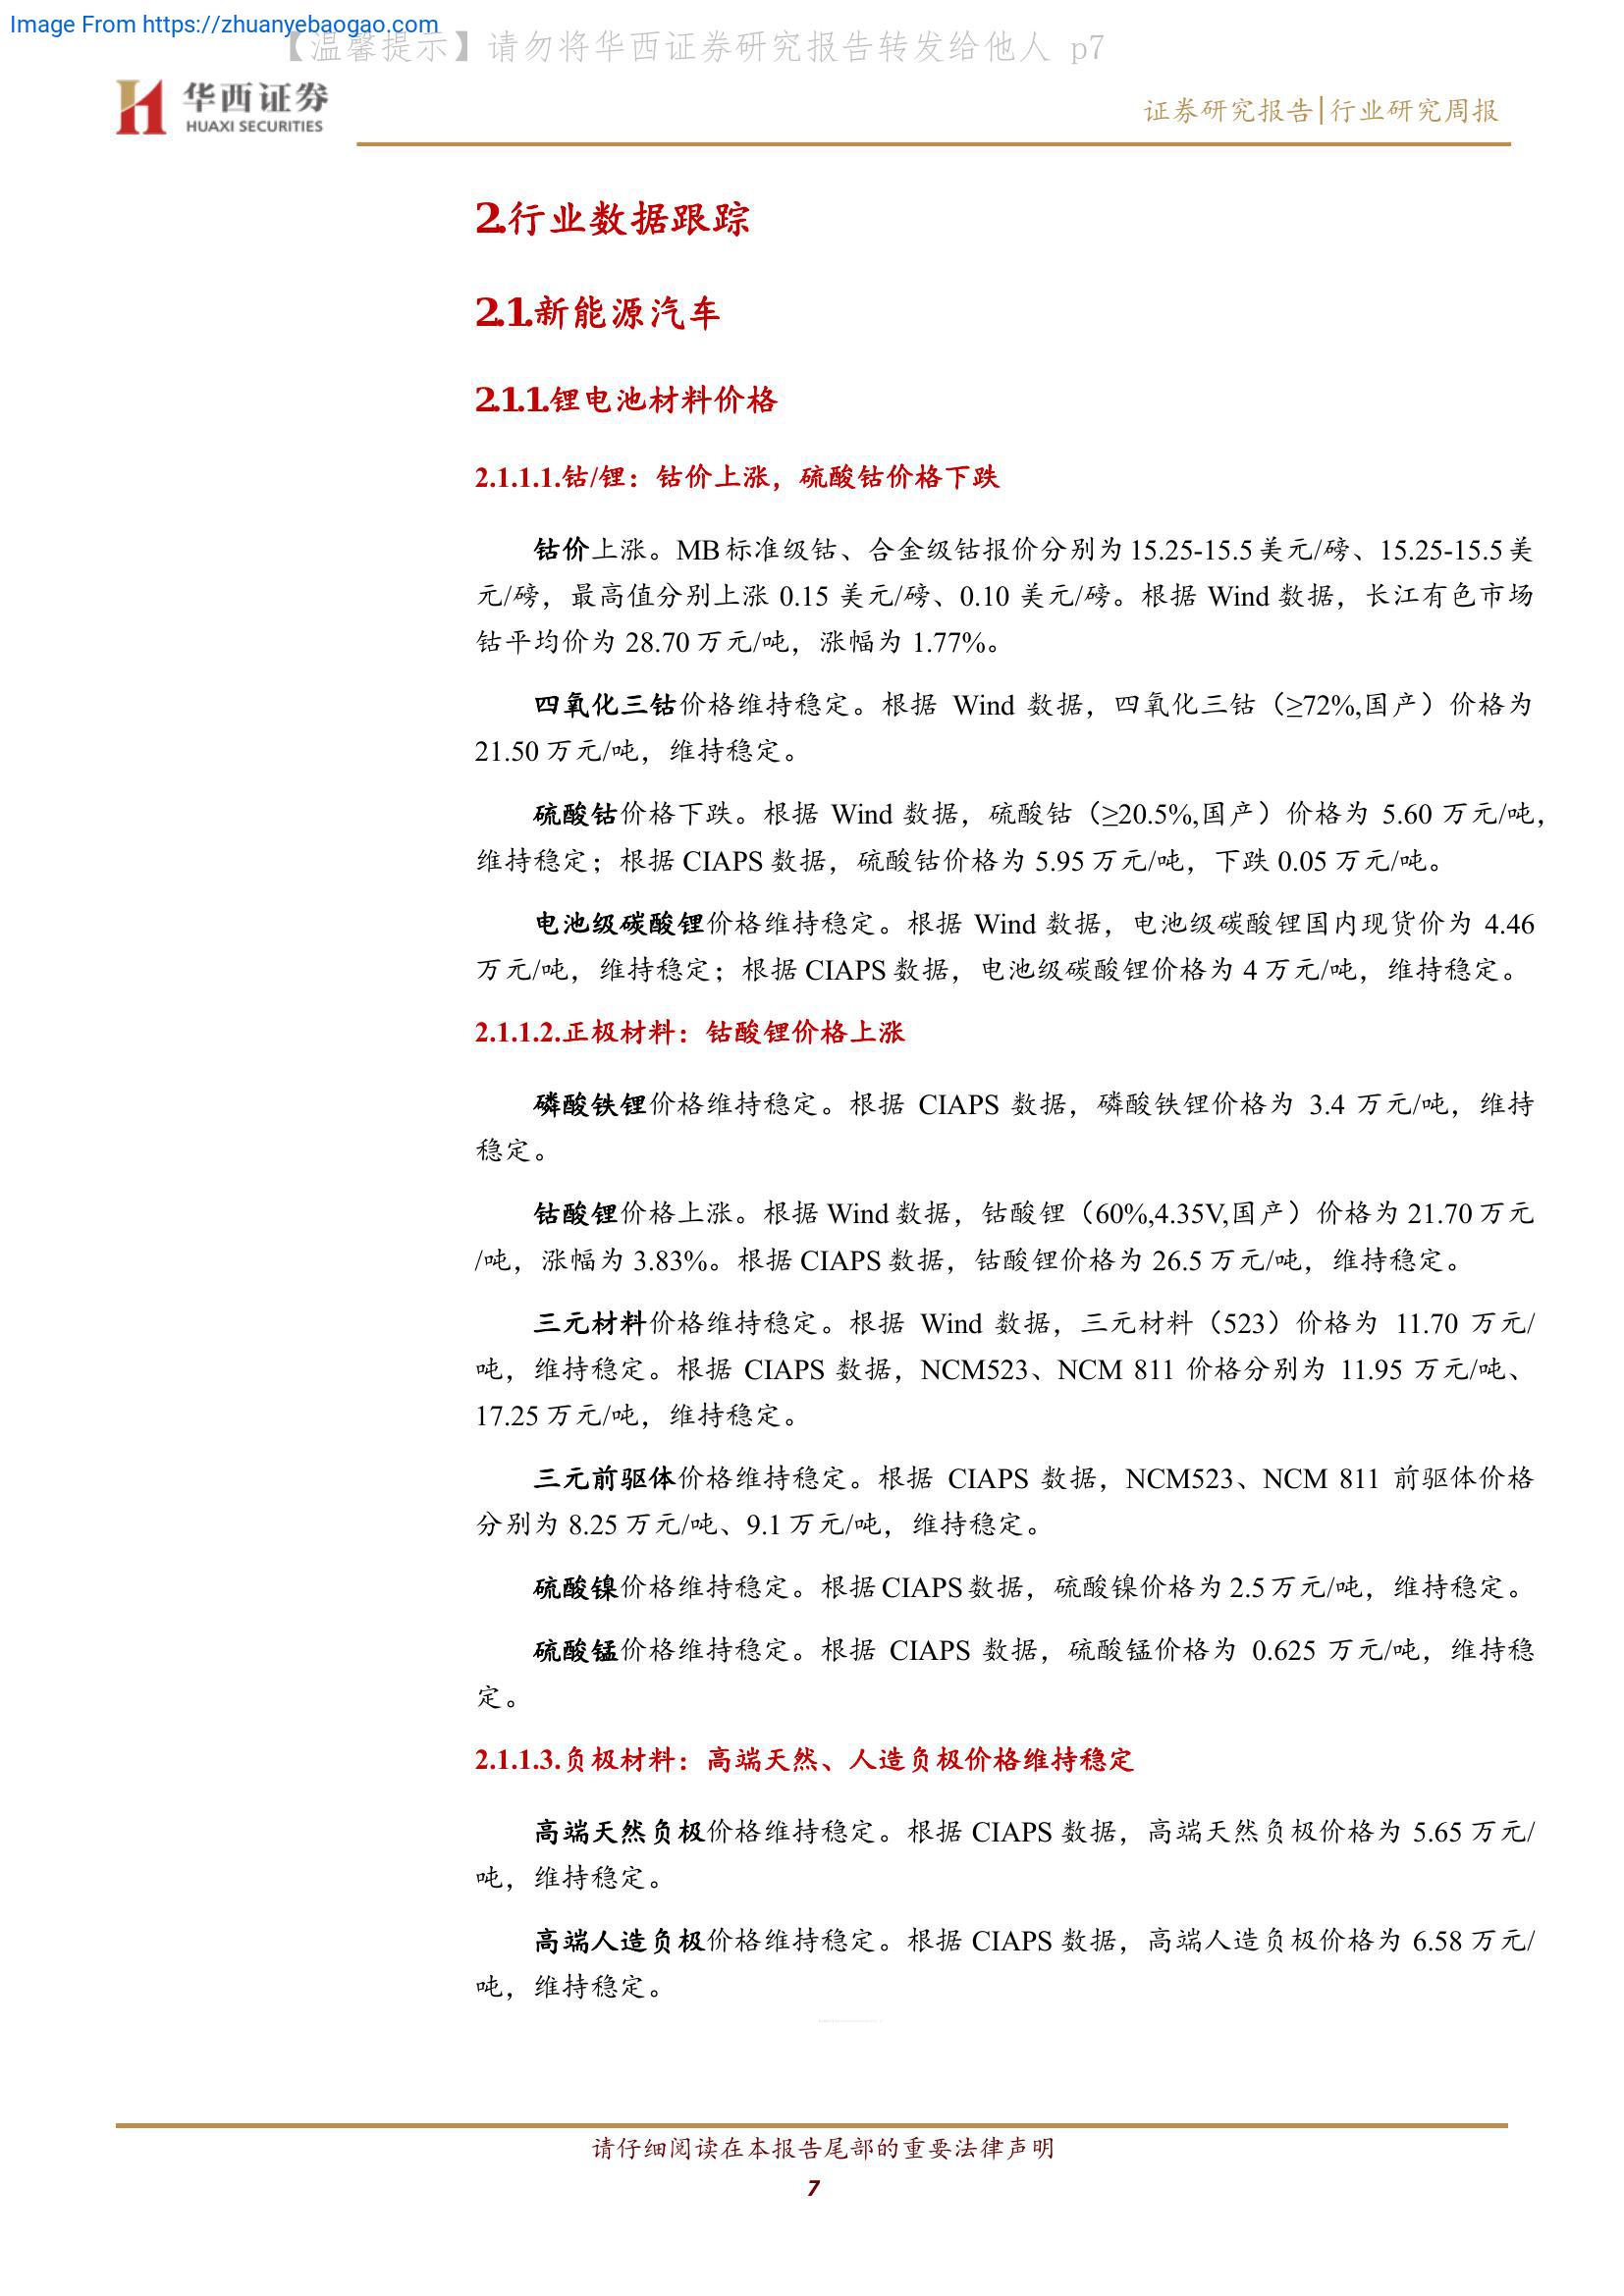 Image From https://zhuanyebaogao.com
【温馨提示】请勿将华西证券研究报告转发给他人 p7
华西证券
HUAXI SECURITIES
证券研究报告|行业研究周报
2.行业数据跟踪
2.1.新能源汽车
2.1.1.锂电池材料价格
2.1.1.1.钴/锂：钴价上涨，硫酸钴价格下跌
钴价上涨。MB标准级钴、合金级钴报价分别为15.25-15.5美元/磅、15.25-15.5美
元/磅，最高值分别上涨 0.15 美元/磅、0.10 美元/磅。根据 Wind 数据，长江有色市场
钴平均价为 28.70 万元/吨，涨幅为 1.77%。
四氧化三钴价格维持稳定。根据 Wind 数据，四氧化三钴（≥72%,国产）价格为
21.50 万元/吨，维持稳定。
硫酸钴价格下跌。根据 Wind 数据，硫酸钴（≥20.5%,国产）价格为 5.60 万元/吨，
维持稳定；根据 CIAPS 数据，硫酸钴价格为 5.95 万元/吨，下跌 0.05 万元/吨。
电池级碳酸锂价格维持稳定。根据 Wind 数据，电池级碳酸锂国内现货价为 4.46
万元/吨，维持稳定；根据 CIAPS 数据，电池级碳酸锂价格为 4 万元/吨，维持稳定。
2.1.1.2.正极材料：钴酸锂价格上涨
磷酸铁锂价格维持稳定。根据 CIAPS 数据，磷酸铁锂价格为 3.4 万元/吨，维持
稳定。
钴酸锂价格上涨。根据 Wind 数据，钴酸锂（60%,4.35V,国产）价格为 21.70 万元
/吨，涨幅为 3.83%。根据 CIAPS 数据，钴酸锂价格为 26.5 万元/吨，维持稳定。
三元材料价格维持稳定。根据 Wind 数据，三元材料（523）价格为 11.70 万元/
吨，维持稳定。根据 CIAPS 数据，NCM523、NCM 811 价格分别为 11.95 万元/吨、
17.25 万元/吨，维持稳定。
三元前驱体价格维持稳定。根据 CIAPS 数据，NCM523、NCM 811 前驱体价格
分别为 8.25 万元/吨、9.1 万元/吨，维持稳定。
硫酸镍价格维持稳定。根据 CIAPS 数据，硫酸镍价格为 2.5 万元/吨，维持稳定。
硫酸锰价格维持稳定。根据 CIAPS 数据，硫酸锰价格为 0.625 万元/吨，维持稳
定。
2.1.1.3.负极材料：高端天然、人造负极价格维持稳定
高端天然负极价格维持稳定。根据 CIAPS 数据，高端天然负极价格为 5.65 万元/
吨，维持稳定。
高端人造负极价格维持稳定。根据 CIAPS 数据，高端人造负极价格为 6.58 万元/
吨，维持稳定。
请仔细阅读在本报告尾部的重要法律声明
7